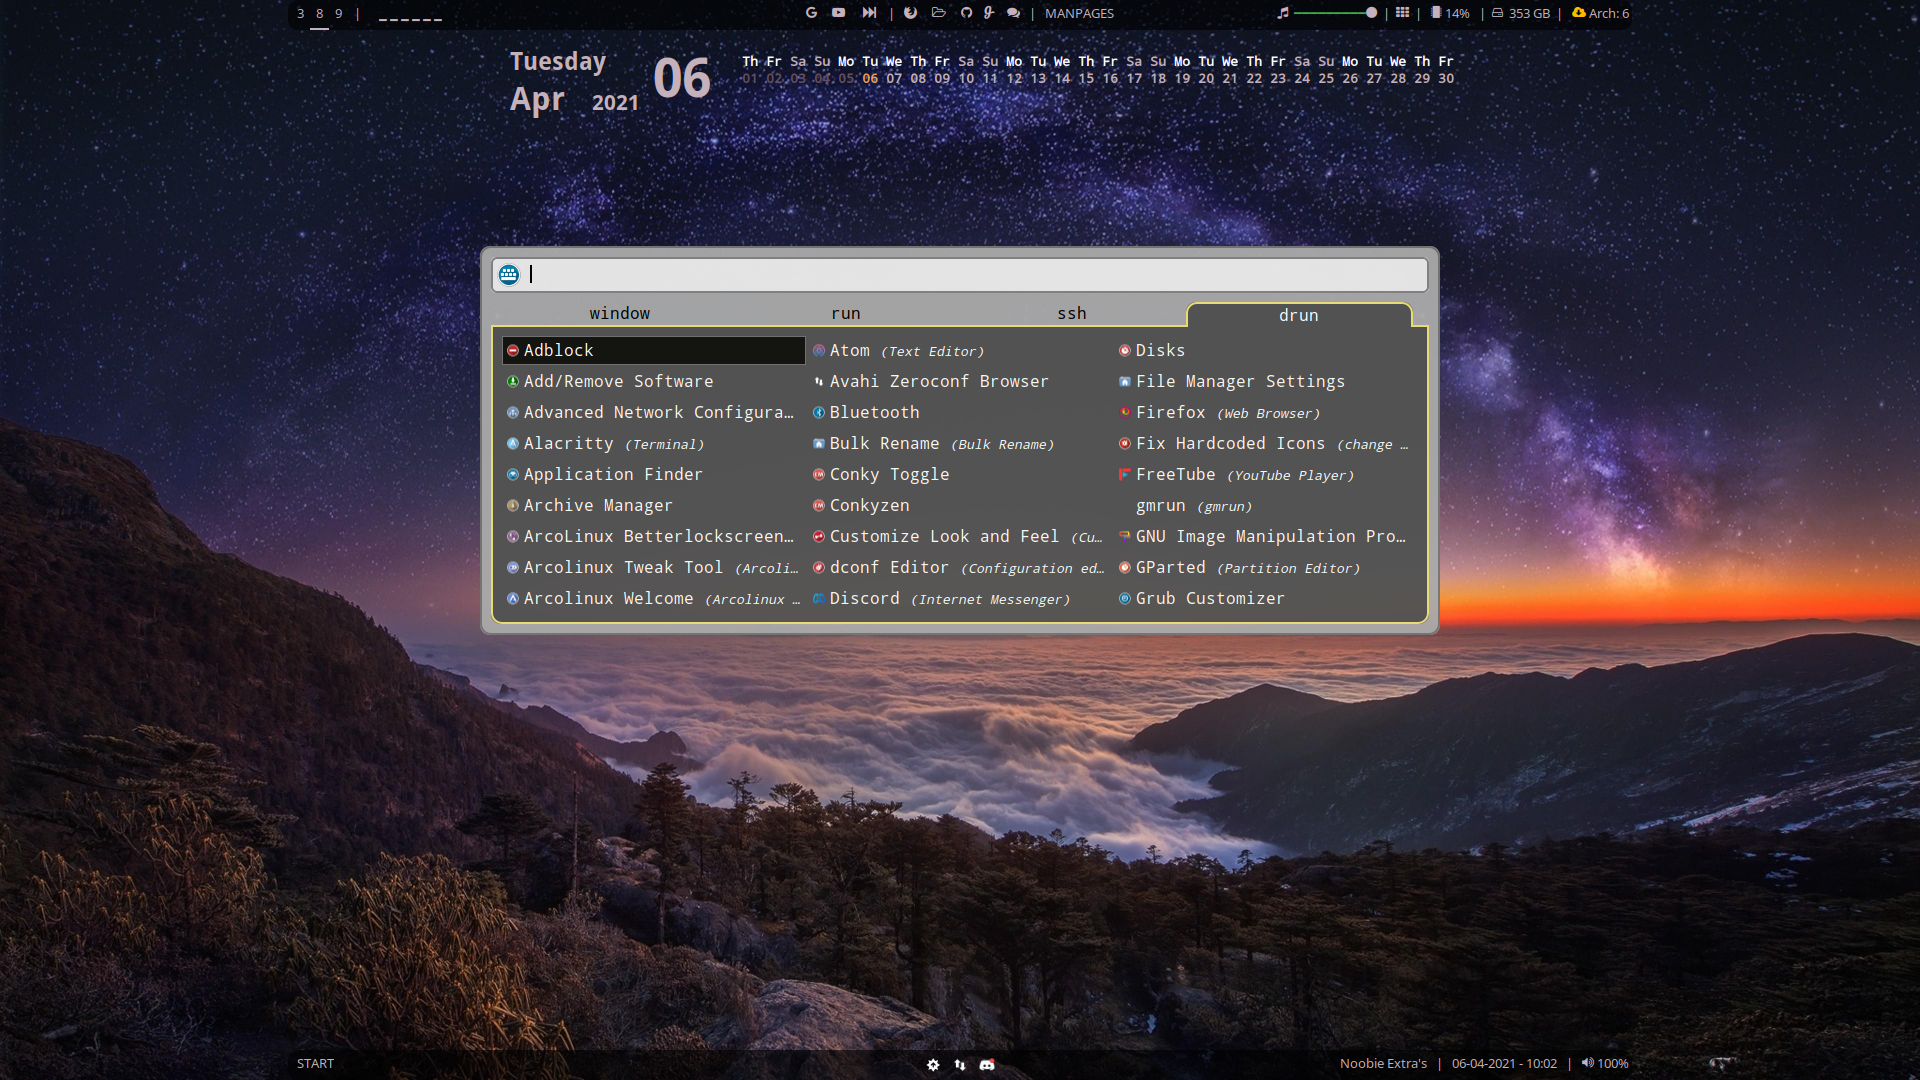 3 8 9 | ______
| | MANPAGES
| | 14% | 353 GB | Arch: 6
Tuesday
Apr 2021
06
Th Fr Sa Su Mo Tu We Th Fr Sa Su Mo Tu We Th Fr Sa Su Mo Tu We Th Fr Sa Su Mo Tu We Th Fr
01 02 03 04 05 06 07 08 09 10 11 12 13 14 15 16 17 18 19 20 21 22 23 24 25 26 27 28 29 30
window run ssh drun
Adblock
Add/Remove Software
Advanced Network Configura…
Alacritty (Terminal)
Application Finder
Archive Manager
ArcoLinux Betterlockscreen…
Arcolinux Tweak Tool (Arcoli…
Arcolinux Welcome (Arcolinux …
Atom (Text Editor)
Avahi Zeroconf Browser
Bluetooth
Bulk Rename (Bulk Rename)
Conky Toggle
Conkyzen
Customize Look and Feel (Cu…
dconf Editor (Configuration ed…
Discord (Internet Messenger)
Disks
File Manager Settings
Firefox (Web Browser)
Fix Hardcoded Icons (change …
FreeTube (YouTube Player)
gmrun (gmrun)
GNU Image Manipulation Pro…
GParted (Partition Editor)
Grub Customizer
START
Noobie Extra's | 06-04-2021 - 10:02 | 100%